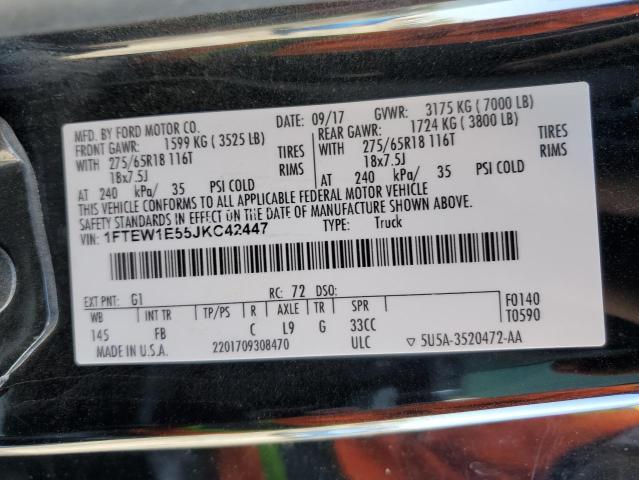 MFD. BY FORD MOTOR CO. DATE: 09/17 GVWR: 3175 KG ( 7000 LB)
FRONT GAWR: 1599 KG ( 3525 LB) REAR GAWR: 1724 KG ( 3800 LB)
WITH 275/65R18 116T TIRES WITH 275/65R18 116T TIRES
18x7.5J RIMS 18x7.5J RIMS
AT 240 kPa/ 35 PSI COLD AT 240 kPa/ 35 PSI COLD
THIS VEHICLE CONFORMS TO ALL APPLICABLE FEDERAL MOTOR VEHICLE
SAFETY STANDARDS IN EFFECT ON THE DATE OF MANUFACTURE SHOWN ABOVE.
VIN: 1FTEW1E55JKC42447 TYPE: Truck
EXT PNT: G1 RC: 72 DSO: F0140
WB INT TR TP/PS R AXLE TR SPR T0590
145 FB C L9 G 33CC
MADE IN U.S.A. 2201709308470 ULC ▽ 5U5A-3520472-AA